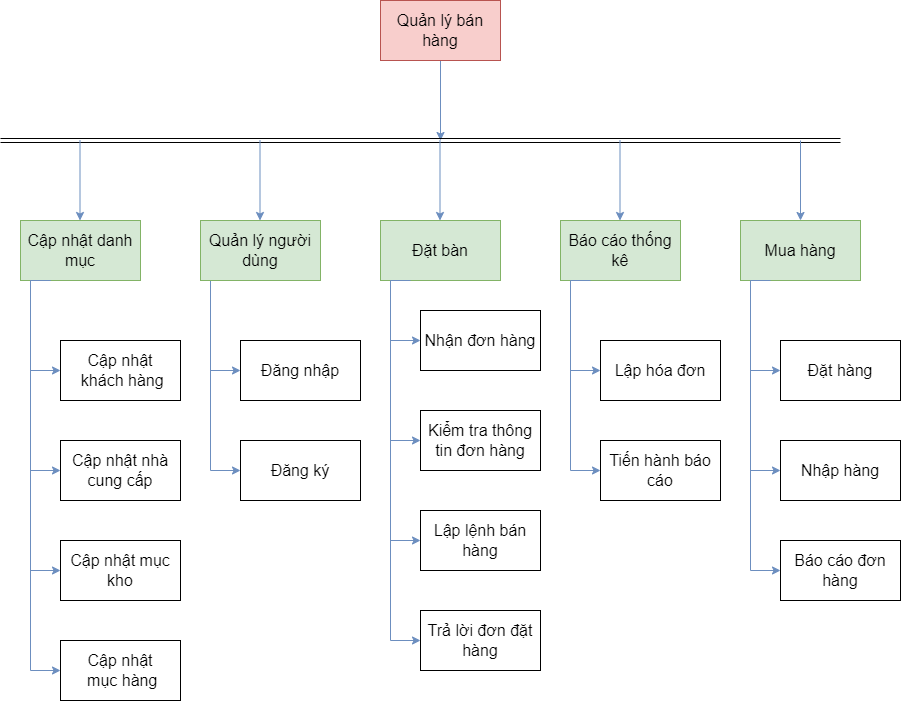 Quản lý bán
hàng
Cập nhật danh
mục
Quản lý người
dùng
Đặt bàn
Báo cáo thống
kê
Mua hàng
Cập nhật
khách hàng
Cập nhật nhà
cung cấp
Cập nhật mục
kho
Cập nhật
mục hàng
Đăng nhập
Đăng ký
Nhận đơn hàng
Kiểm tra thông
tin đơn hàng
Lập lệnh bán
hàng
Trả lời đơn đặt
hàng
Lập hóa đơn
Tiến hành báo
cáo
Đặt hàng
Nhập hàng
Báo cáo đơn
hàng